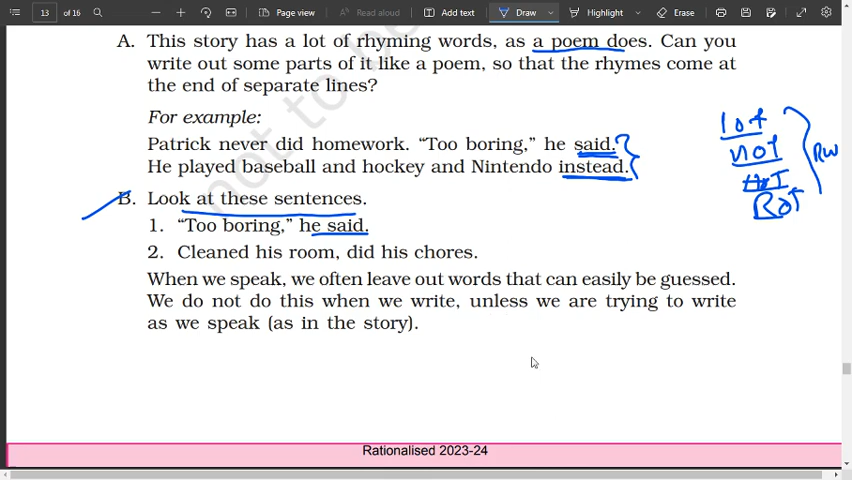 13 of 16 Page view Read aloud Add text Draw Highlight Erase
A. This story has a lot of rhyming words, as a poem does. Can you
write out some parts of it like a poem, so that the rhymes come at
the end of separate lines?
For example:
Patrick never did homework. “Too boring,” he said.
He played baseball and hockey and Nintendo instead.
lot
not
Rot
RW
B. Look at these sentences.
1. “Too boring,” he said.
2. Cleaned his room, did his chores.
When we speak, we often leave out words that can easily be guessed.
We do not do this when we write, unless we are trying to write
as we speak (as in the story).
not to be
Rationalised 2023-24